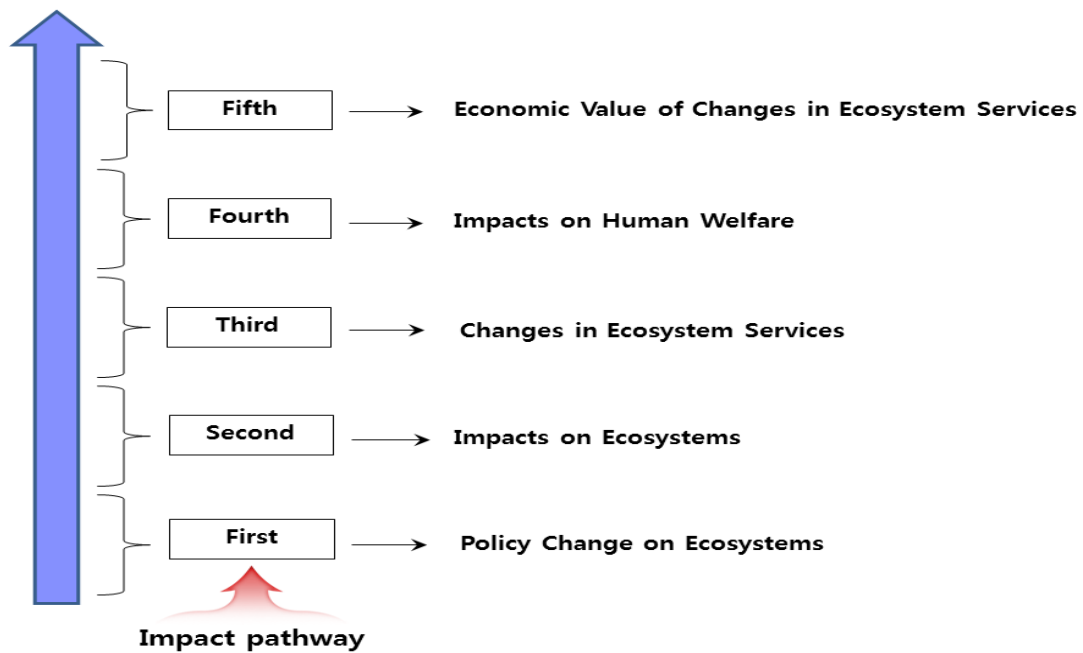 Fifth Economic Value of Changes in Ecosystem Services
Fourth Impacts on Human Welfare
Third Changes in Ecosystem Services
Second Impacts on Ecosystems
First Policy Change on Ecosystems
Impact pathway